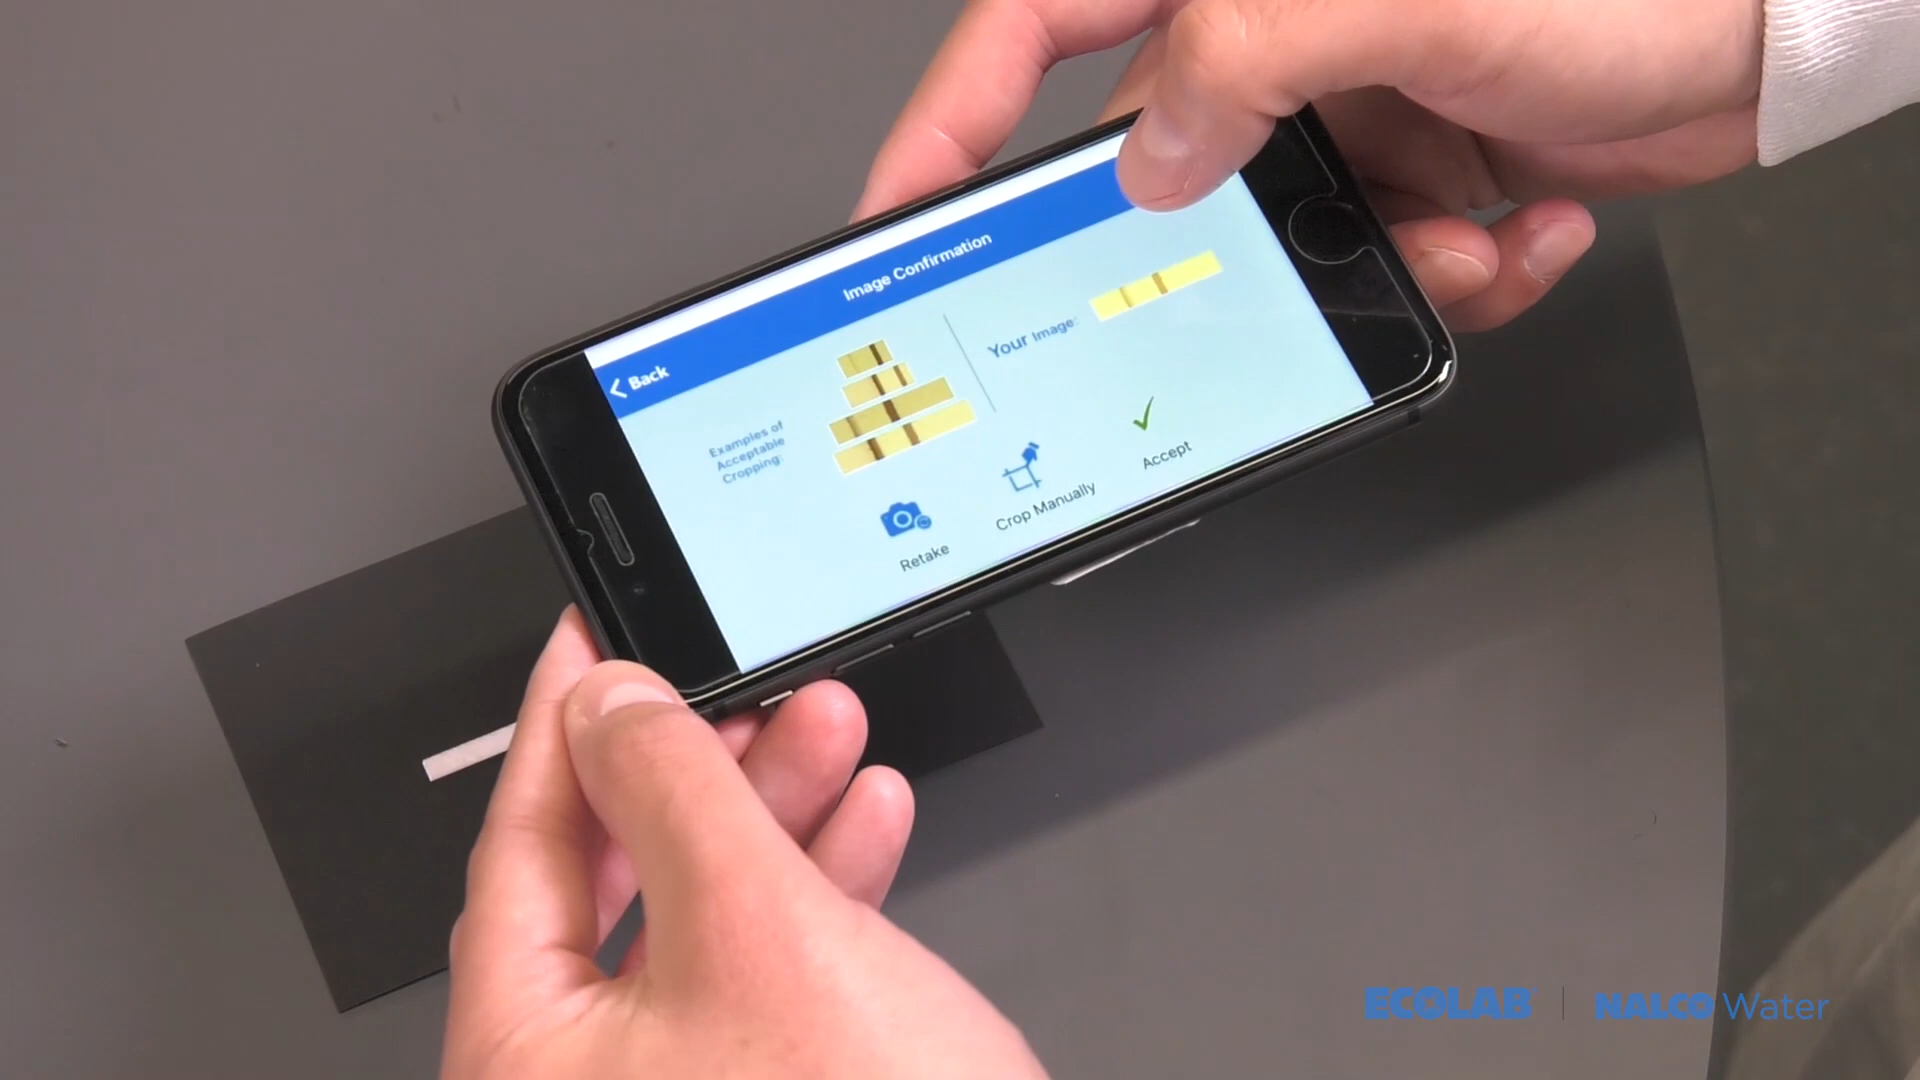 Image Confirmation
Back
Examples of
Acceptable
Cropping:
Your Image:
Retake
Crop Manually
Accept
ECOLAB
NALCO Water